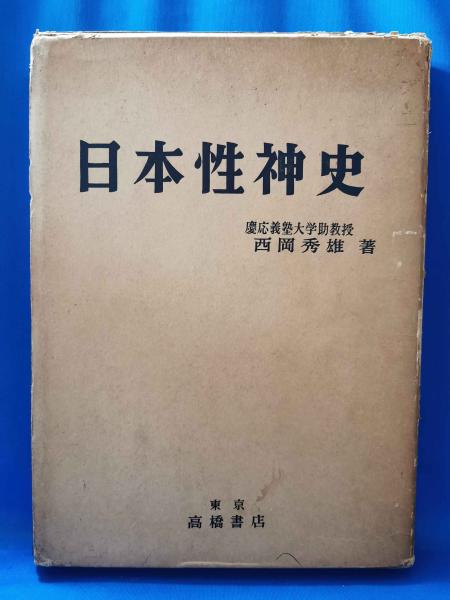 日本性神史
慶応義塾大学助教授
西岡秀雄 著
東京
高橋書店